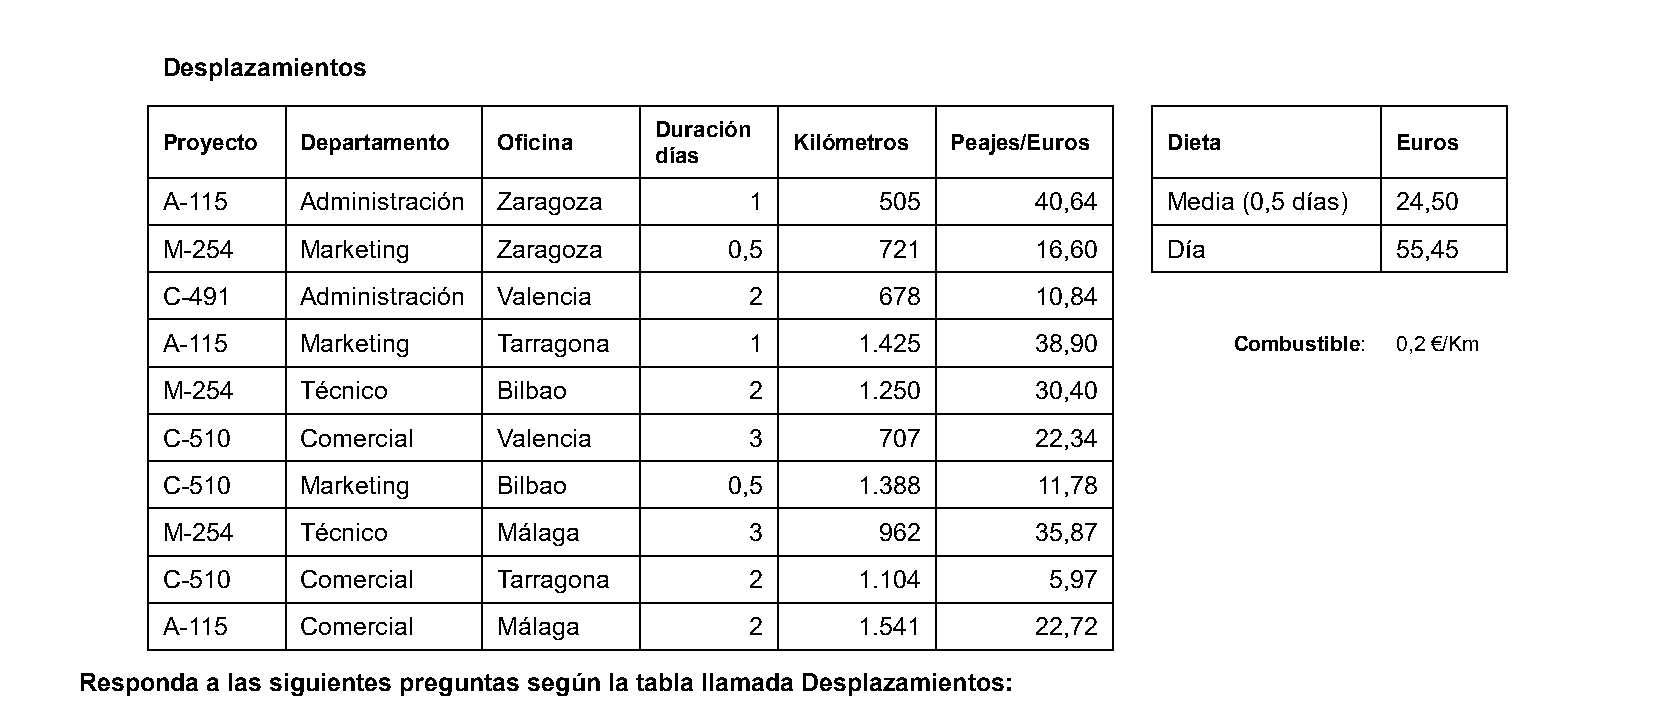 Desplazamientos
Proyecto Departamento Oficina Duración días Kilómetros Peajes/Euros
A-115 Administración Zaragoza 1 505 40,64
M-254 Marketing Zaragoza 0,5 721 16,60
C-491 Administración Valencia 2 678 10,84
A-115 Marketing Tarragona 1 1.425 38,90
M-254 Técnico Bilbao 2 1.250 30,40
C-510 Comercial Valencia 3 707 22,34
C-510 Marketing Bilbao 0,5 1.388 11,78
M-254 Técnico Málaga 3 962 35,87
C-510 Comercial Tarragona 2 1.104 5,97
A-115 Comercial Málaga 2 1.541 22,72
Dieta Euros
Media (0,5 días) 24,50
Día 55,45
Combustible: 0,2 €/Km
Responda a las siguientes preguntas según la tabla llamada Desplazamientos: